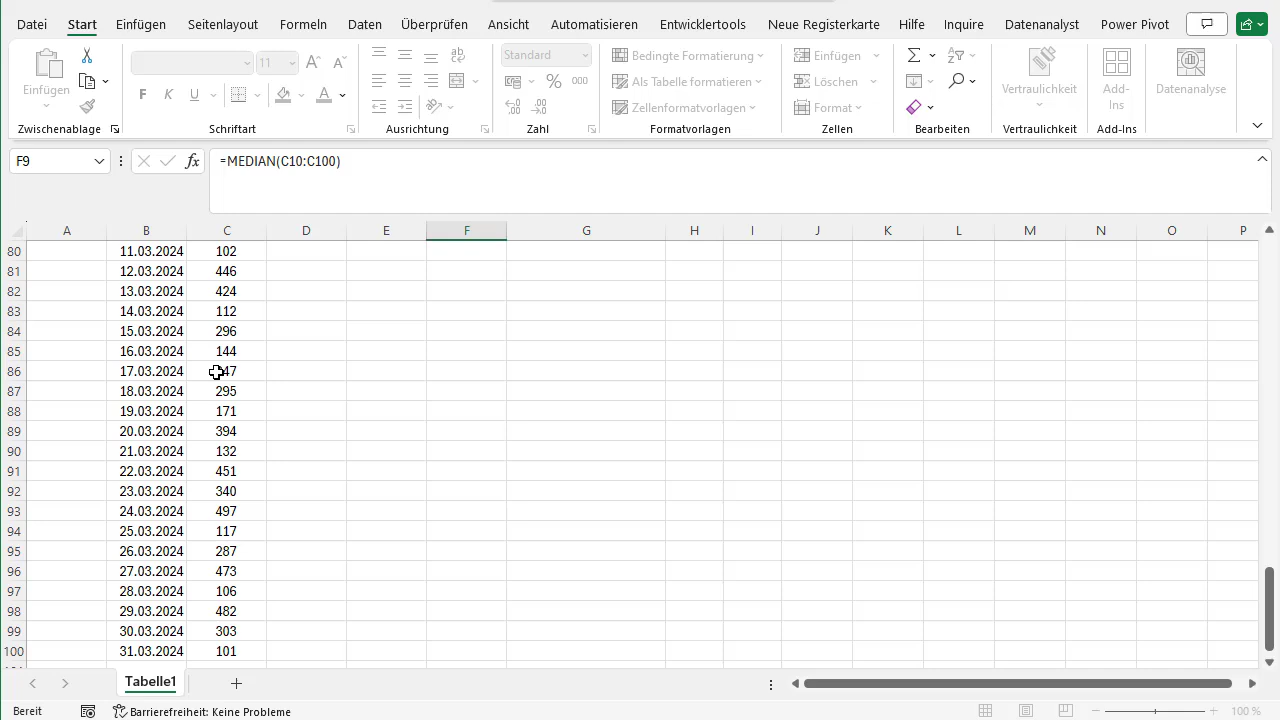 Datei Start Einfügen Seitenlayout Formeln Daten Überprüfen Ansicht Automatisieren Entwicklertools Neue Registerkarte Hilfe Inquire Datenanalyst Power Pivot
Einfügen
11
F K U
Standard
% 000
Bedingte Formatierung
Als Tabelle formatieren
Zellenformatvorlagen
Einfügen
Löschen
Format
Vertraulichkeit
Add-Ins
Datenanalyse
Zwischenablage Schriftart Ausrichtung Zahl Formatvorlagen Zellen Bearbeiten Vertraulichkeit Add-Ins
F9 fx =MEDIAN(C10:C100)
A B C D E F G H I J K L M N O P
80 11.03.2024 102
81 12.03.2024 446
82 13.03.2024 424
83 14.03.2024 112
84 15.03.2024 296
85 16.03.2024 144
86 17.03.2024 47
87 18.03.2024 295
88 19.03.2024 171
89 20.03.2024 394
90 21.03.2024 132
91 22.03.2024 451
92 23.03.2024 340
93 24.03.2024 497
94 25.03.2024 117
95 26.03.2024 287
96 27.03.2024 473
97 28.03.2024 106
98 29.03.2024 482
99 30.03.2024 303
100 31.03.2024 101
Tabelle1
Bereit Barrierefreiheit: Keine Probleme 100 %